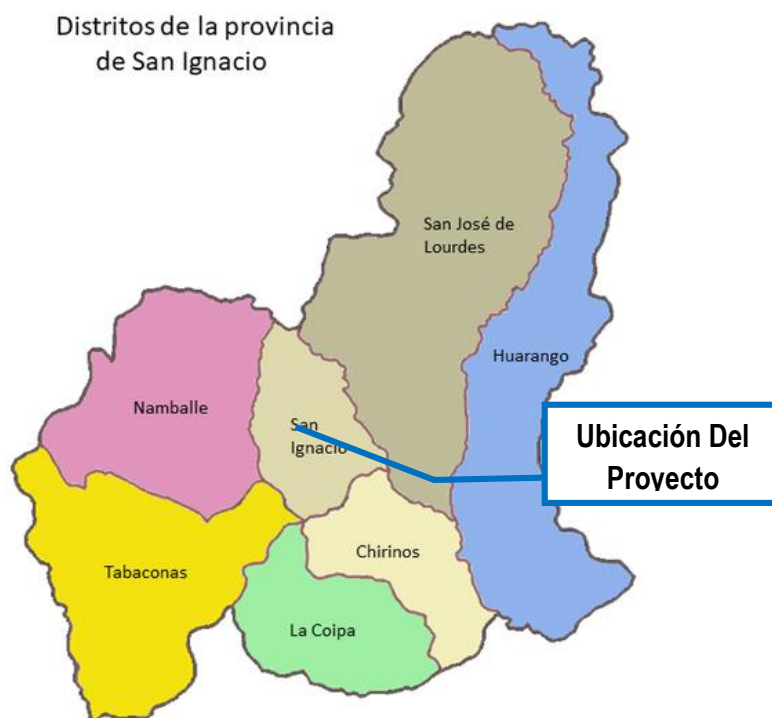 Distritos de la provincia
de San Ignacio
San José de
Lourdes
Huarango
Namballe
San
Ignacio
Ubicación Del
Proyecto
Chirinos
Tabaconas
La Coipa